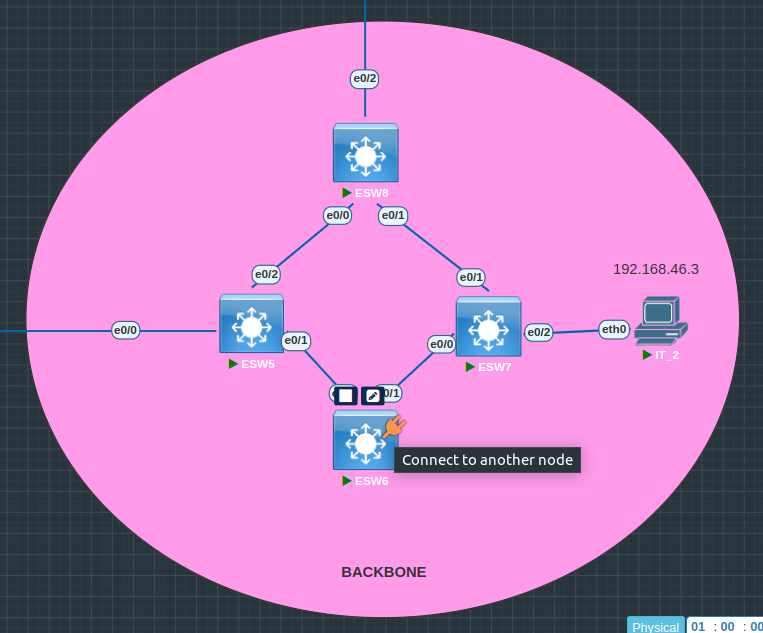 e0/2
ESW8
e0/0
e0/1
e0/2
e0/1
192.168.46.3
e0/0
e0/1
e0/0
e0/2
eth0
ESW5
ESW7
IT_2
0/1
Connect to another node
ESW6
BACKBONE
Physical 01 : 00 : 00